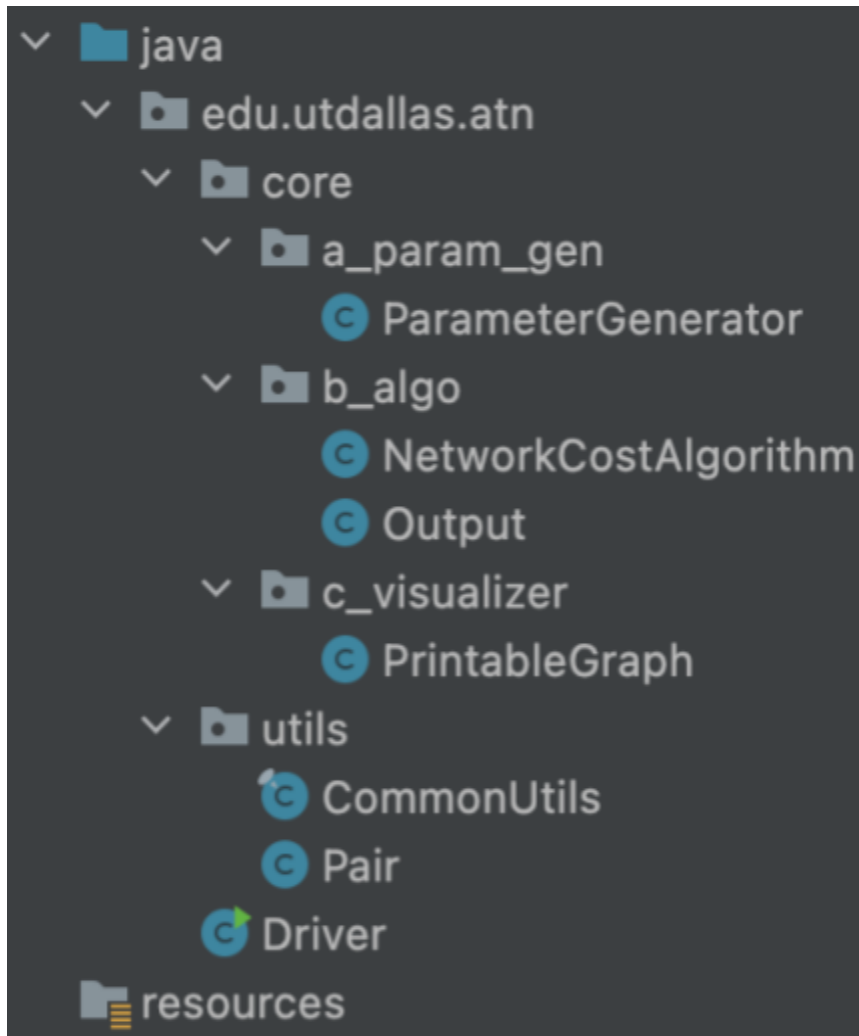 java
edu.utdallas.atn
core
a_param_gen
ParameterGenerator
b_algo
NetworkCostAlgorithm
Output
c_visualizer
PrintableGraph
utils
CommonUtils
Pair
Driver
resources